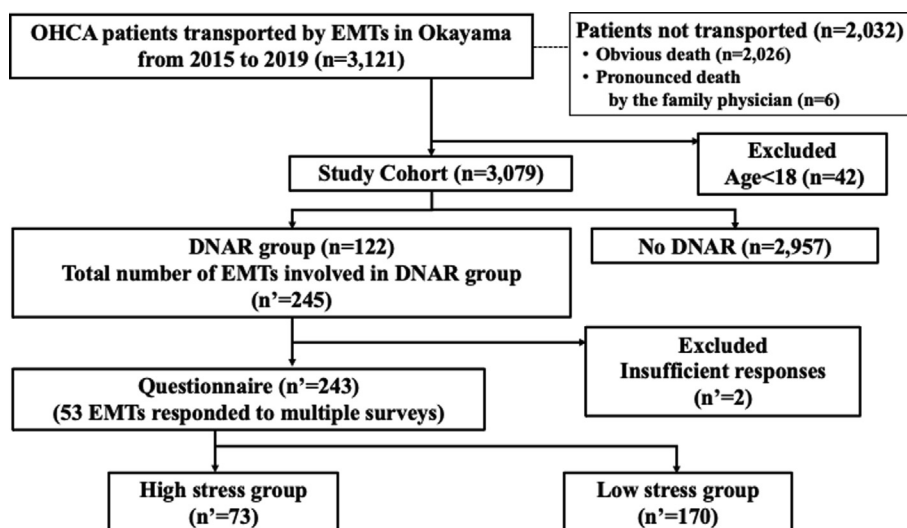 OHCA patients transported by EMTs in Okayama
from 2015 to 2019 (n=3,121)
Patients not transported (n=2,032)
・ Obvious death (n=2,026)
・ Pronounced death
by the family physician (n=6)
Study Cohort (n=3,079)
Excluded
Age<18 (n=42)
DNAR group (n=122)
Total number of EMTs involved in DNAR group
(n’=245)
No DNAR (n=2,957)
Excluded
Insufficient responses
(n’=2)
Questionnaire (n’=243)
(53 EMTs responded to multiple surveys)
High stress group
(n’=73)
Low stress group
(n’=170)